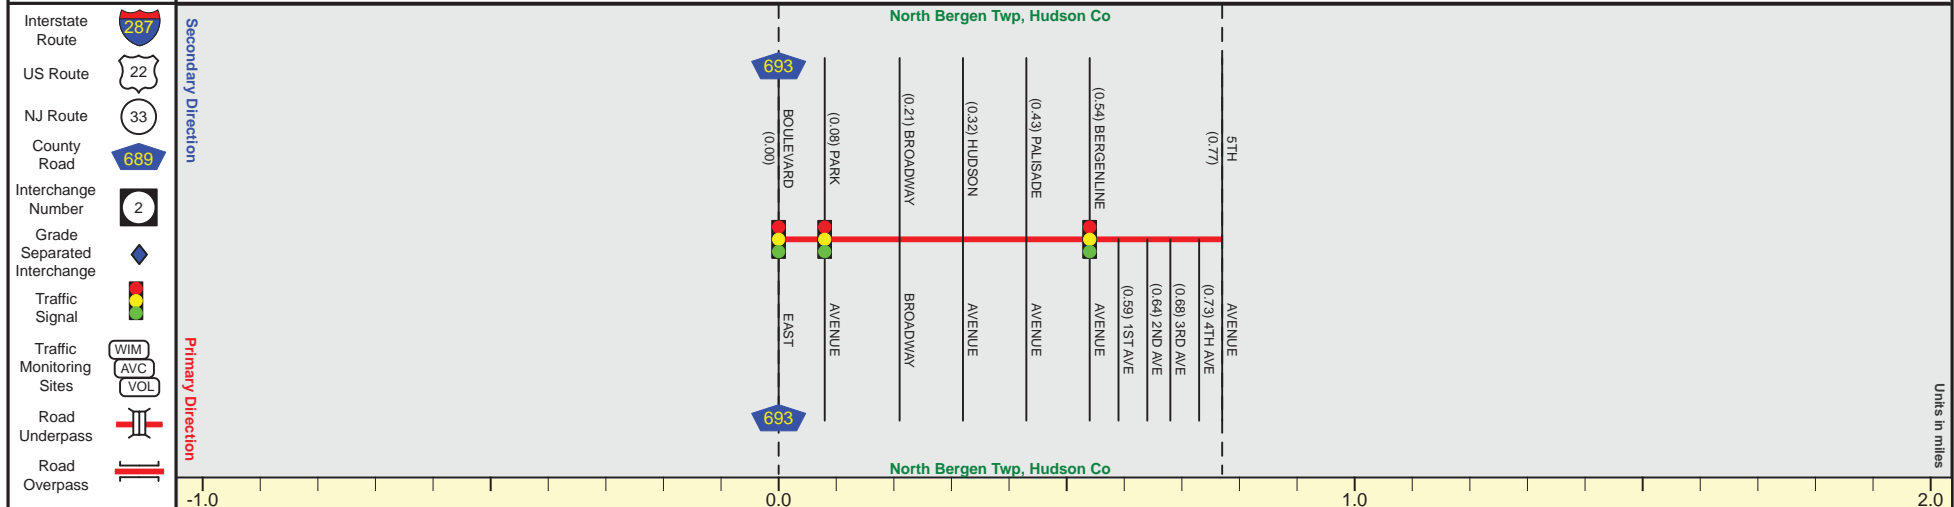 Interstate
Route
287
US Route
22
NJ Route
33
County
Road
689
Interchange
Number
2
Grade
Separated
Interchange
Traffic
Signal
Traffic
Monitoring
Sites
WIM
AVC
VOL
Road
Underpass
Road
Overpass
Secondary Direction
Primary Direction
North Bergen Twp, Hudson Co
693
BOULEVARD
(0.00)
(0.08) PARK
(0.21) BROADWAY
(0.32) HUDSON
(0.43) PALISADE
(0.54) BERGENLINE
5TH
(0.77)
EAST
AVENUE
BROADWAY
AVENUE
AVENUE
AVENUE
(0.59) 1ST AVE
(0.64) 2ND AVE
(0.68) 3RD AVE
(0.73) 4TH AVE
AVENUE
693
North Bergen Twp, Hudson Co
Units in miles
-1.0
0.0
1.0
2.0